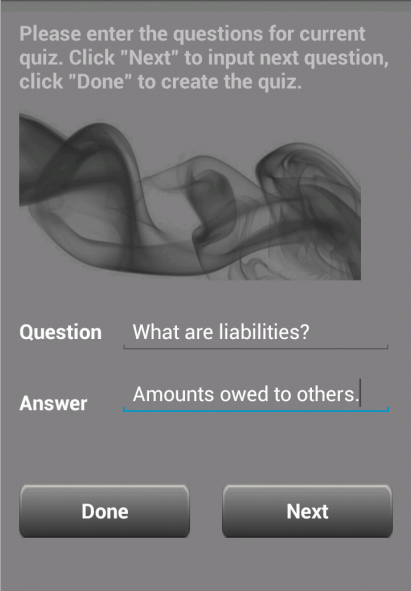 Please enter the questions for current
quiz. Click "Next" to input next question,
click "Done" to create the quiz.
Question What are liabilities?
Answer Amounts owed to others.
Done Next